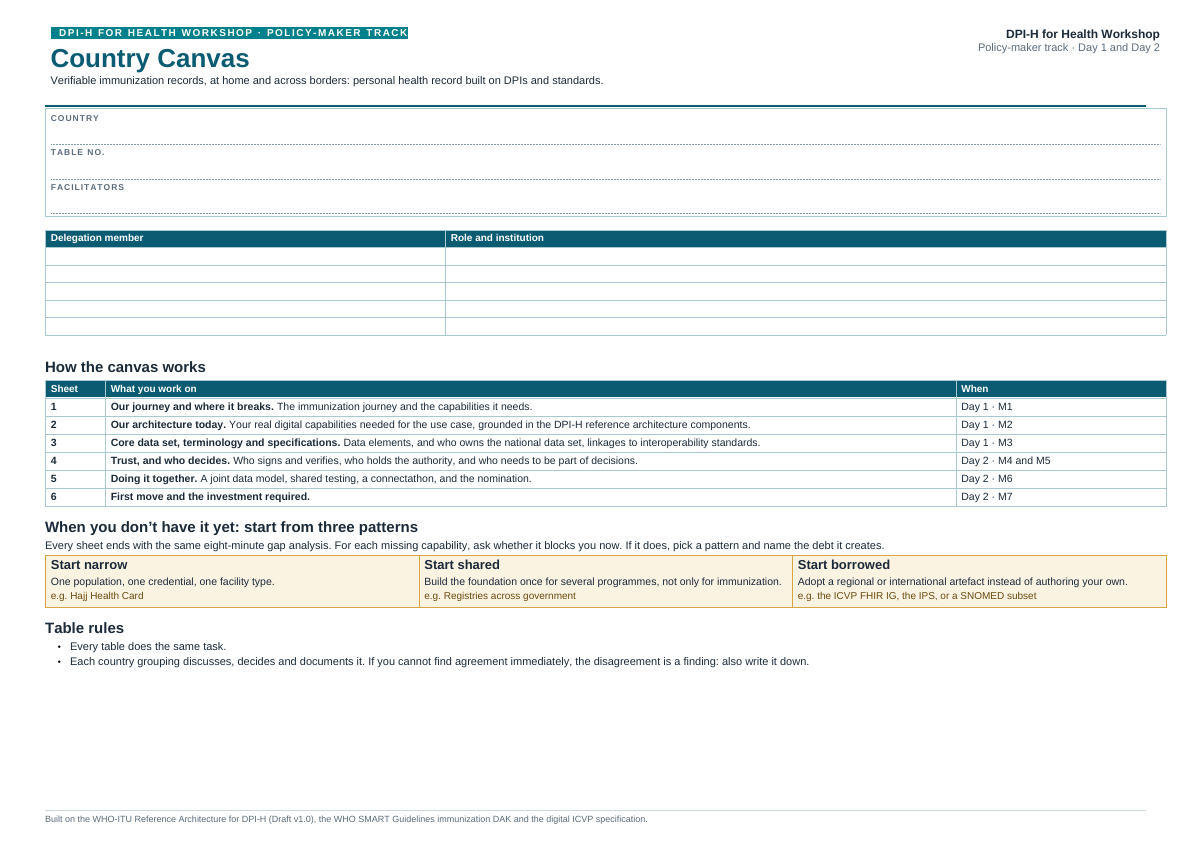 DPI-H FOR HEALTH WORKSHOP · POLICY-MAKER TRACK
Country Canvas
Verifiable immunization records, at home and across borders: personal health record built on DPIs and standards.
DPI-H for Health Workshop
Policy-maker track · Day 1 and Day 2
COUNTRY
TABLE NO.
FACILITATORS
Delegation member Role and institution
How the canvas works
Sheet What you work on When
1 Our journey and where it breaks. The immunization journey and the capabilities it needs. Day 1 · M1
2 Our architecture today. Your real digital capabilities needed for the use case, grounded in the DPI-H reference architecture components. Day 1 · M2
3 Core data set, terminology and specifications. Data elements, and who owns the national data set, linkages to interoperability standards. Day 1 · M3
4 Trust, and who decides. Who signs and verifies, who holds the authority, and who needs to be part of decisions. Day 2 · M4 and M5
5 Doing it together. A joint data model, shared testing, a connectathon, and the nomination. Day 2 · M6
6 First move and the investment required. Day 2 · M7
When you don’t have it yet: start from three patterns
Every sheet ends with the same eight-minute gap analysis. For each missing capability, ask whether it blocks you now. If it does, pick a pattern and name the debt it creates.
Start narrow
One population, one credential, one facility type.
e.g. Hajj Health Card
Start shared
Build the foundation once for several programmes, not only for immunization.
e.g. Registries across government
Start borrowed
Adopt a regional or international artefact instead of authoring your own.
e.g. the ICVP FHIR IG, the IPS, or a SNOMED subset
Table rules
• Every table does the same task.
• Each country grouping discusses, decides and documents it. If you cannot find agreement immediately, the disagreement is a finding: also write it down.
Built on the WHO-ITU Reference Architecture for DPI-H (Draft v1.0), the WHO SMART Guidelines immunization DAK and the digital ICVP specification.